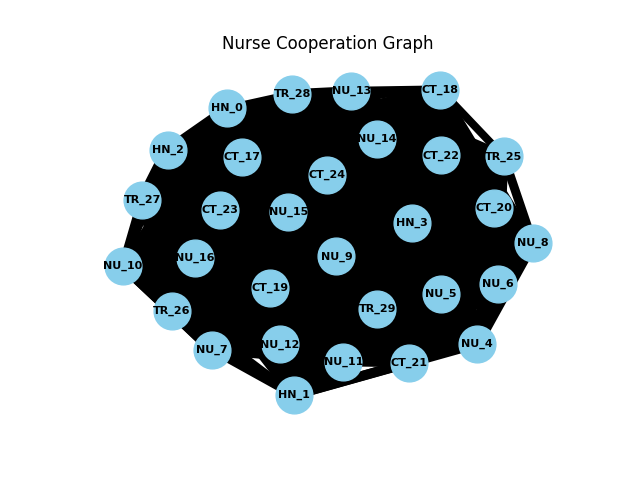 Nurse Cooperation Graph
CT_18
NU_13
TR_28
HN_0
NU_14
HN_2
CT_22
TR_25
CT_17
CT_24
TR_27
CT_20
CT_23
NU_15
HN_3
NU_8
NU_9
NU_16
NU_10
NU_6
CT_19
NU_5
TR_29
TR_26
NU_4
NU_12
NU_7
NU_11
CT_21
HN_1